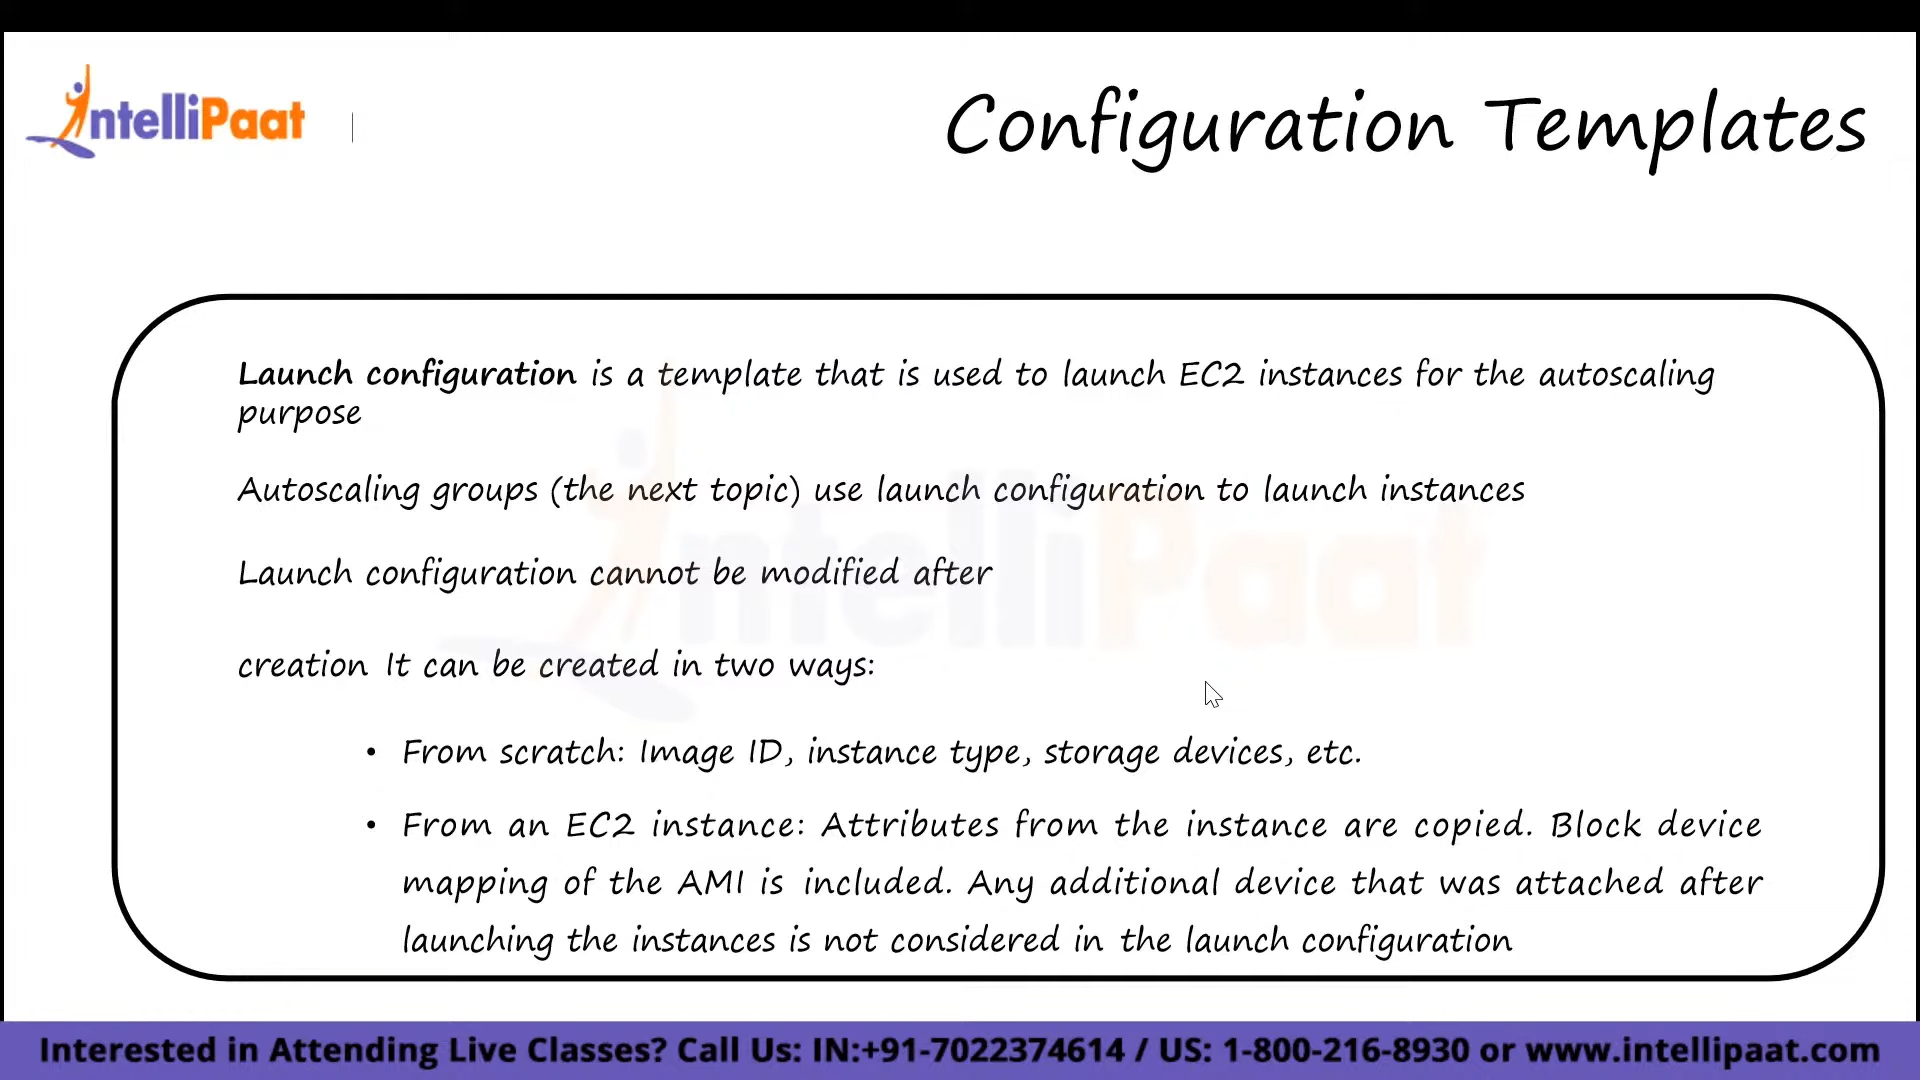 IntelliPaat
Configuration Templates
Launch configuration is a template that is used to launch EC2 instances for the autoscaling
purpose
Autoscaling groups (the next topic) use launch configuration to launch instances
Launch configuration cannot be modified after
creation It can be created in two ways:
• From scratch: Image ID, instance type, storage devices, etc.
• From an EC2 instance: Attributes from the instance are copied. Block device
mapping of the AMI is included. Any additional device that was attached after
launching the instances is not considered in the launch configuration
IntelliPaat
Interested in Attending Live Classes? Call Us: IN:+91-7022374614 / US: 1-800-216-8930 or www.intellipaat.com